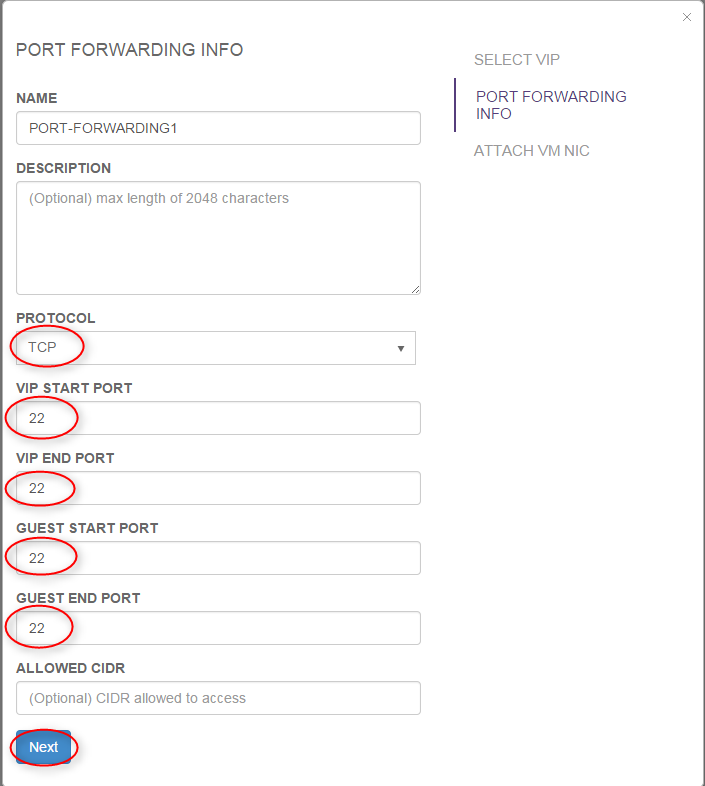 PORT FORWARDING INFO
NAME
PORT-FORWARDING1
DESCRIPTION
(Optional) max length of 2048 characters
PROTOCOL
TCP
VIP START PORT
22
VIP END PORT
22
GUEST START PORT
22
GUEST END PORT
22
ALLOWED CIDR
(Optional) CIDR allowed to access
Next
SELECT VIP
PORT FORWARDING
INFO
ATTACH VM NIC